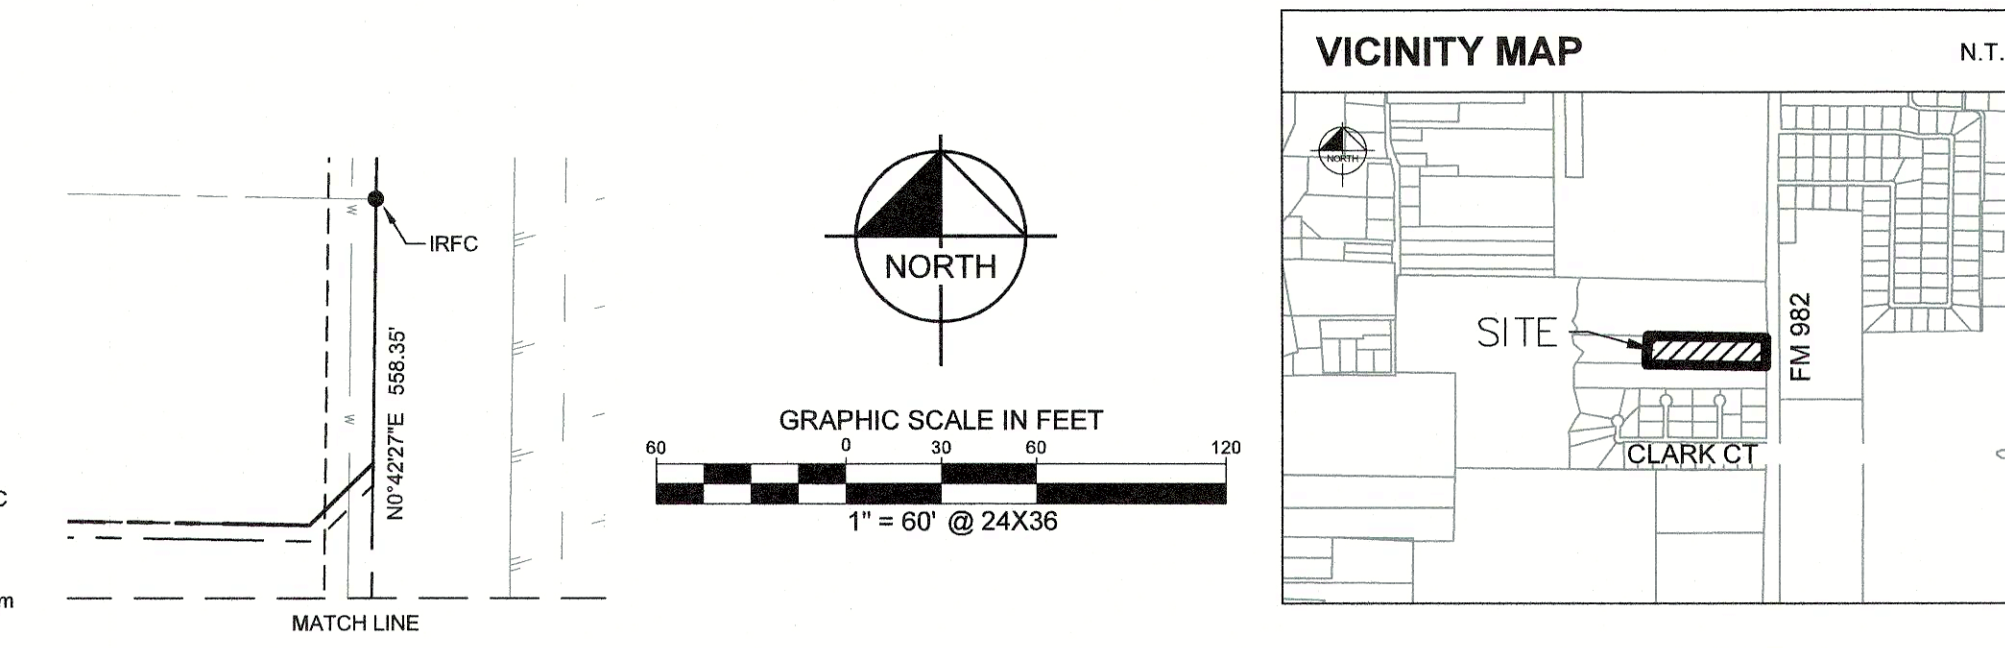 W
IRFC
W
N0°42'27"E 558.35'
C
m
MATCH LINE
NORTH
GRAPHIC SCALE IN FEET
60 0 30 60 120
1" = 60' @ 24X36
VICINITY MAP
N.T.
NORTH
SITE
FM 982
CLARK CT